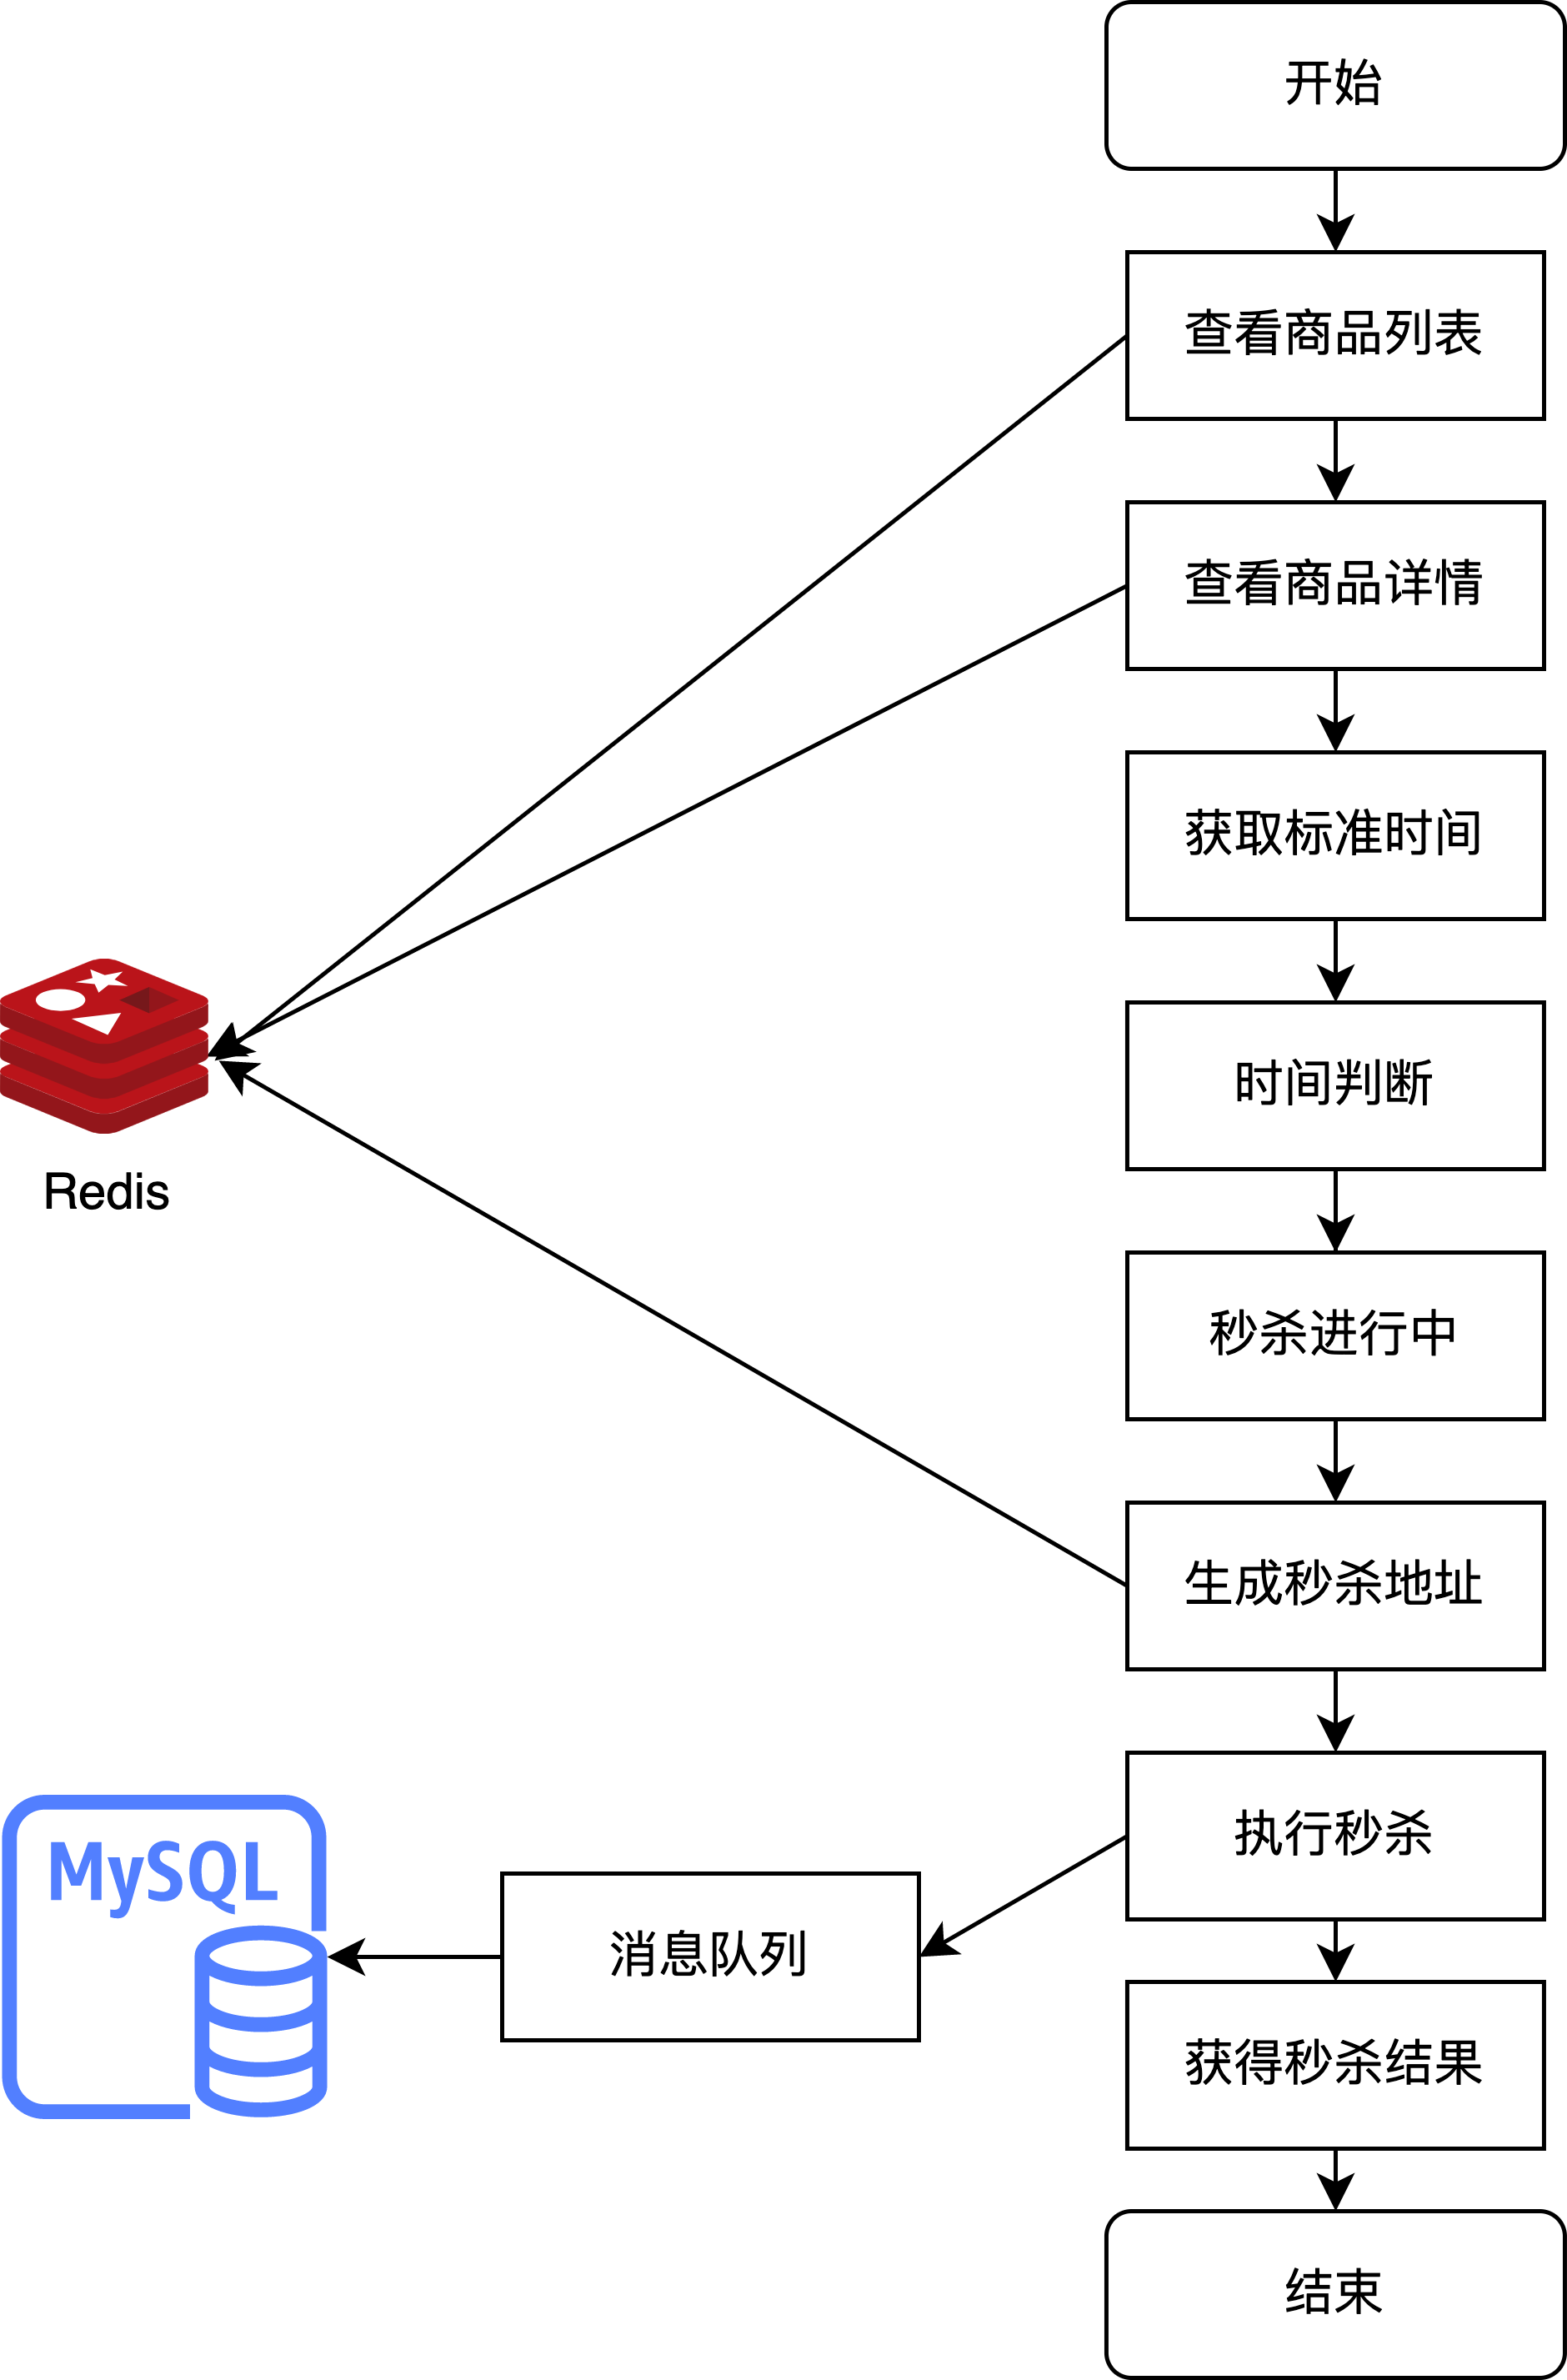 开始
查看商品列表
查看商品详情
获取标准时间
时间判断
Redis
秒杀进行中
生成秒杀地址
执行秒杀
MySQL
消息队列
获得秒杀结果
结束